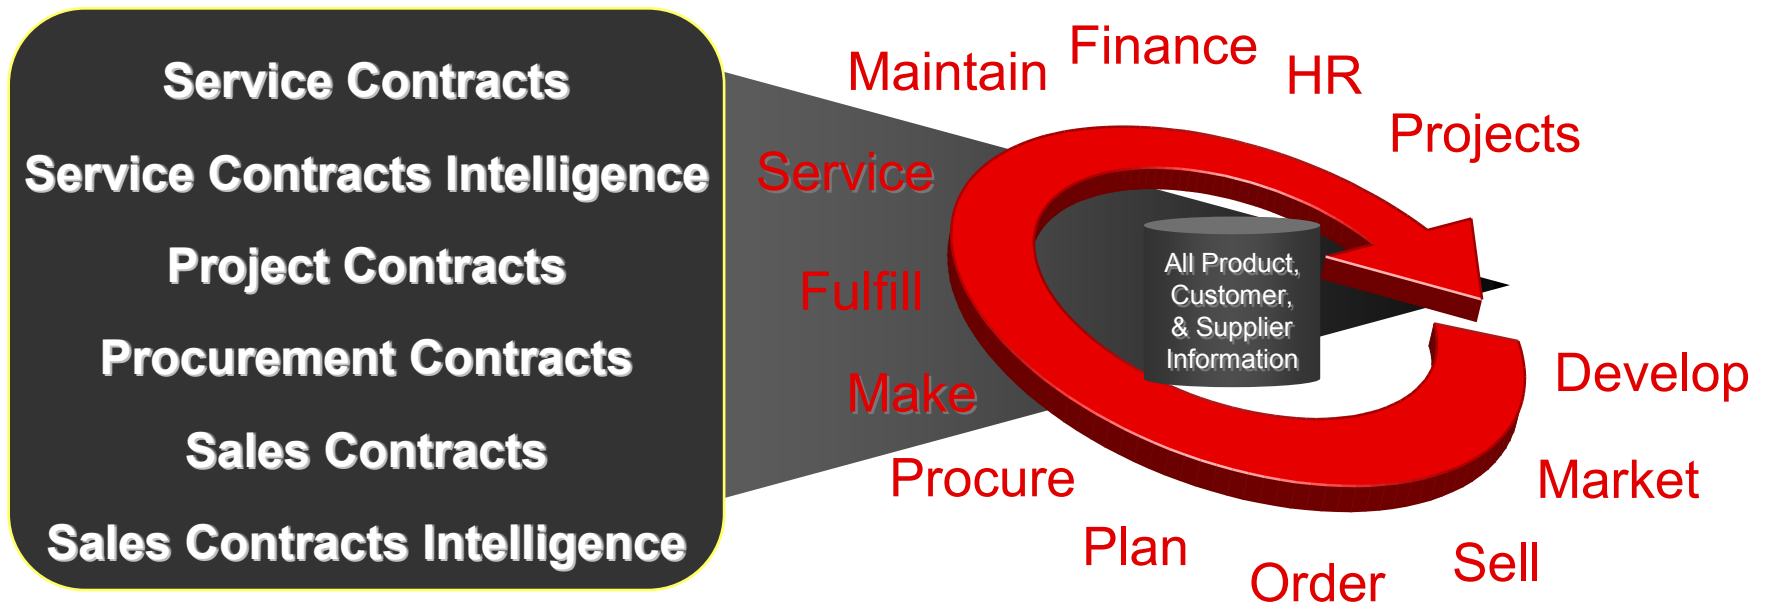 Service Contracts
Service Contracts Intelligence
Project Contracts
Procurement Contracts
Sales Contracts
Sales Contracts Intelligence
Maintain
Finance
HR
Projects
Service
Fulfill
Make
Procure
Plan
Order
Sell
Market
Develop
All Product,
Customer,
& Supplier
Information